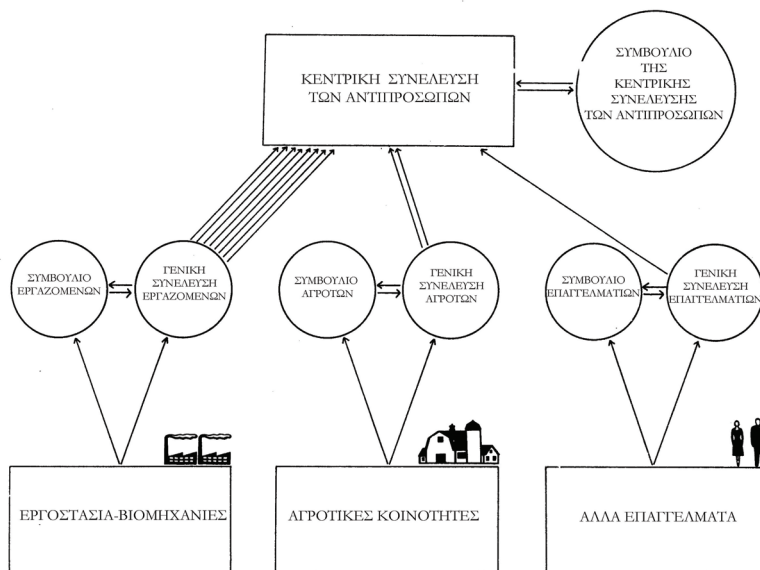 ΚΕΝΤΡΙΚΗ ΣΥΝΕΛΕΥΣΗ
ΤΩΝ ΑΝΤΙΠΡΟΣΩΠΩΝ
ΣΥΜΒΟΥΛΙΟ
ΤΗΣ
ΚΕΝΤΡΙΚΗΣ
ΣΥΝΕΛΕΥΣΗΣ
ΤΩΝ ΑΝΤΙΠΡΟΣΩΠΩΝ
ΣΥΜΒΟΥΛΙΟ
ΕΡΓΑΖΟΜΕΝΩΝ
ΓΕΝΙΚΗ
ΣΥΝΕΛΕΥΣΗ
ΕΡΓΑΖΟΜΕΝΩΝ
ΣΥΜΒΟΥΛΙΟ
ΑΓΡΟΤΩΝ
ΓΕΝΙΚΗ
ΣΥΝΕΛΕΥΣΗ
ΑΓΡΟΤΩΝ
ΣΥΜΒΟΥΛΙΟ
ΕΠΑΓΓΕΛΜΑΤΙΩΝ
ΓΕΝΙΚΗ
ΣΥΝΕΛΕΥΣΗ
ΕΠΑΓΓΕΛΜΑΤΙΩΝ
ΕΡΓΟΣΤΑΣΙΑ-ΒΙΟΜΗΧΑΝΙΕΣ
ΑΓΡΟΤΙΚΕΣ ΚΟΙΝΟΤΗΤΕΣ
ΑΛΛΑ ΕΠΑΓΓΕΛΜΑΤΑ